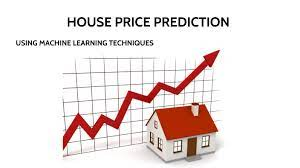 HOUSE PRICE PREDICTION
USING MACHINE LEARNING TECHNIQUES